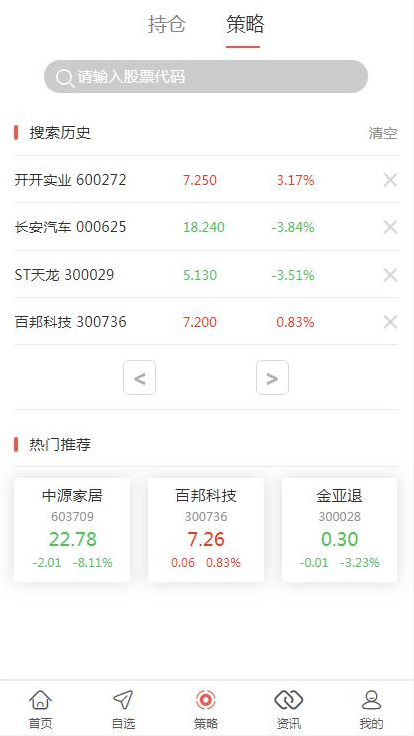 持仓 策略
请输入股票代码
搜索历史 清空
开开实业 600272 7.250 3.17%
长安汽车 000625 18.240 -3.84%
ST天龙 300029 5.130 -3.51%
百邦科技 300736 7.200 0.83%
< >
热门推荐
中源家居 百邦科技 金亚退
603709 300736 300028
22.78 7.26 0.30
-2.01 -8.11% 0.06 0.83% -0.01 -3.23%
首页 自选 策略 资讯 我的